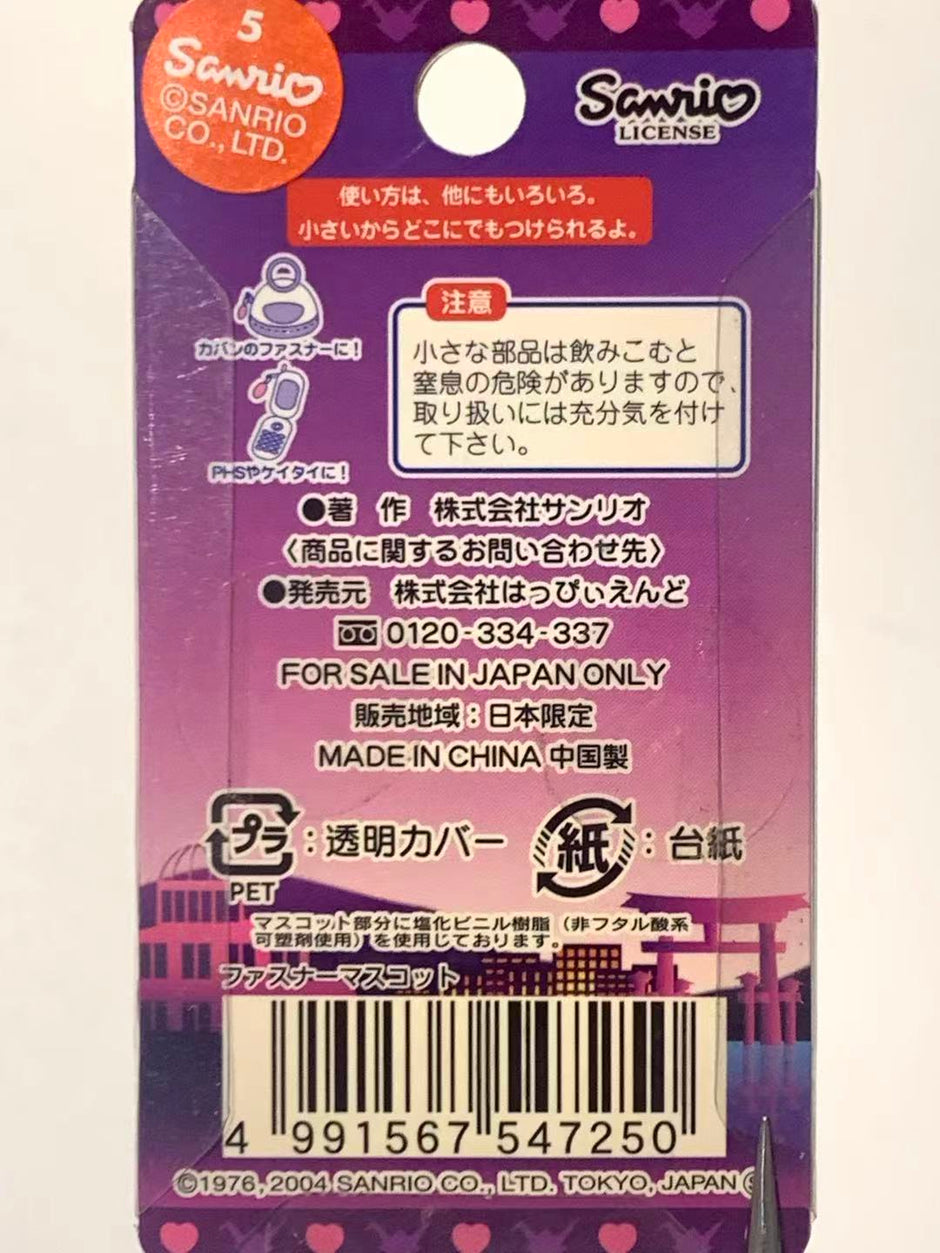 5
Sanrio
©SANRIO
CO., LTD.
Sanrio
LICENSE
使い方は、他にもいろいろ。
小さいからどこにでもつけられるよ。
カバンのファスナーに！
PHSやケイタイに！
注意
小さな部品は飲みこむと
窒息の危険がありますので、
取り扱いには充分気を付け
て下さい。
●著　作　株式会社サンリオ
〈商品に関するお問い合わせ先〉
●発売元　株式会社はっぴぃえんど
0120-334-337
FOR SALE IN JAPAN ONLY
販売地域：日本限定
MADE IN CHINA 中国製
プラ：透明カバー
PET
紙：台紙
マスコット部分に塩化ビニル樹脂（非フタル酸系
可塑剤使用）を使用しております。
ファスナーマスコット
4 991567 547250
©1976, 2004 SANRIO CO., LTD. TOKYO, JAPAN